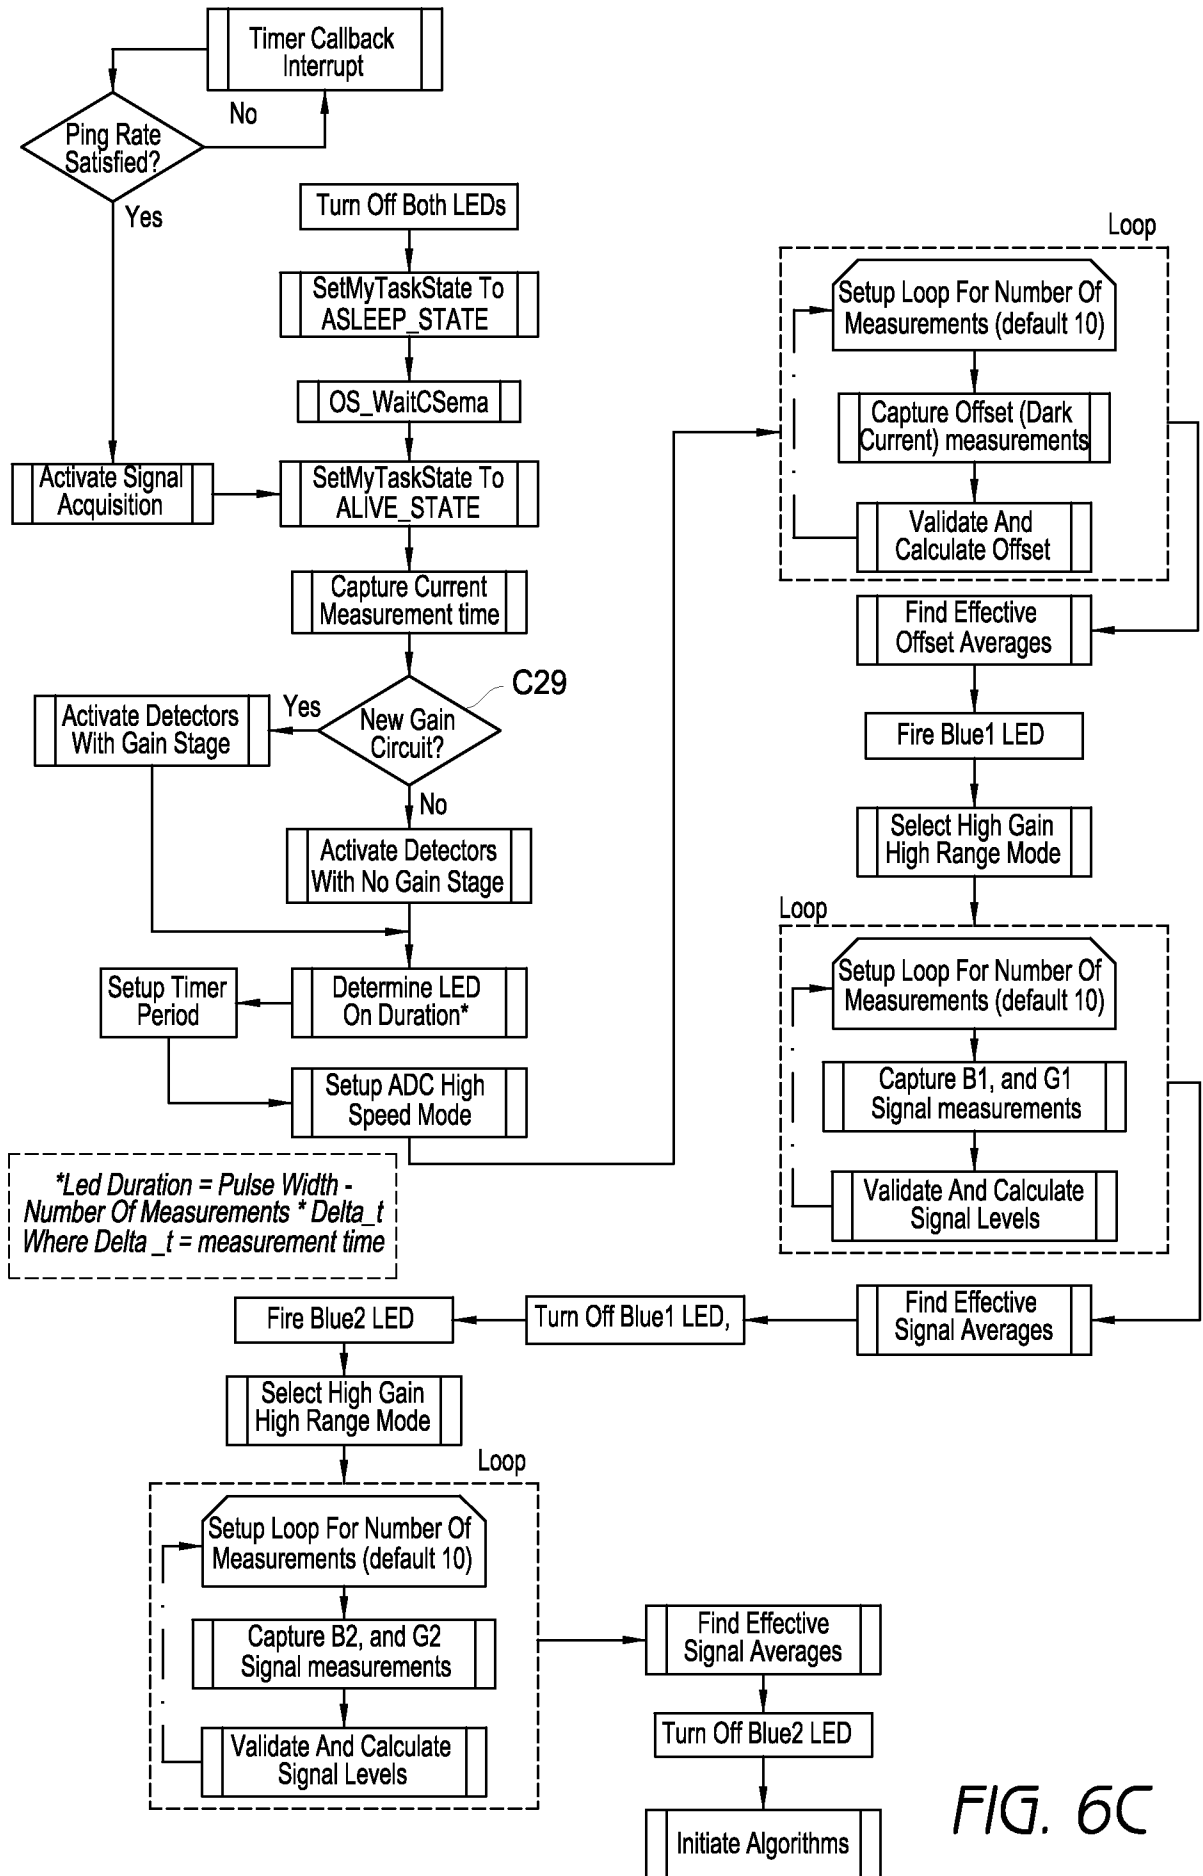 Timer Callback
Interrupt
No
Ping Rate
Satisfied?
Yes
Turn Off Both LEDs
SetMyTaskState To
ASLEEP_STATE
OS_WaitCSema
Activate Signal
Acquisition
SetMyTaskState To
ALIVE_STATE
Capture Current
Measurement time
C29
New Gain
Circuit?
Yes
Activate Detectors
With Gain Stage
No
Activate Detectors
With No Gain Stage
Determine LED
On Duration*
Setup Timer
Period
Setup ADC High
Speed Mode
*Led Duration = Pulse Width -
Number Of Measurements * Delta_t
Where Delta _t = measurement time
Loop
Setup Loop For Number Of
Measurements (default 10)
Capture Offset (Dark
Current) measurements
Validate And
Calculate Offset
Find Effective
Offset Averages
Fire Blue1 LED
Select High Gain
High Range Mode
Loop
Setup Loop For Number Of
Measurements (default 10)
Capture B1, and G1
Signal measurements
Validate And Calculate
Signal Levels
Find Effective
Signal Averages
Turn Off Blue1 LED,
Fire Blue2 LED
Select High Gain
High Range Mode
Loop
Setup Loop For Number Of
Measurements (default 10)
Capture B2, and G2
Signal measurements
Validate And Calculate
Signal Levels
Find Effective
Signal Averages
Turn Off Blue2 LED
Initiate Algorithms
FIG. 6C